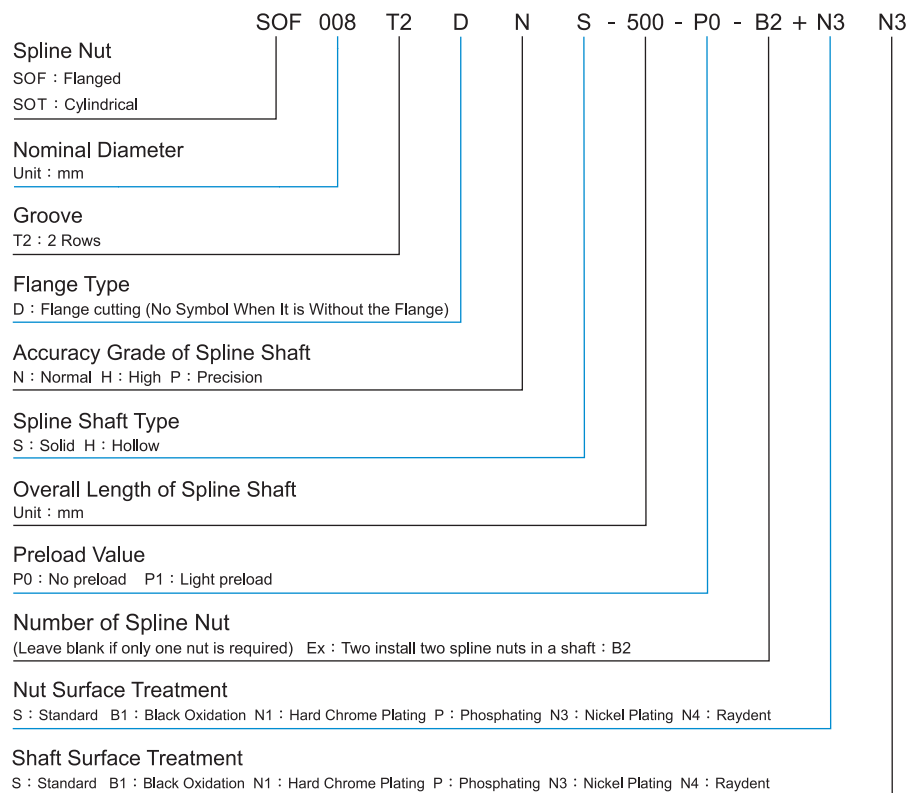 SOF 008 T2 D N S - 500 - P0 - B2 + N3 N3
Spline Nut
SOF：Flanged
SOT：Cylindrical
Nominal Diameter
Unit：mm
Groove
T2：2 Rows
Flange Type
D：Flange cutting (No Symbol When It is Without the Flange)
Accuracy Grade of Spline Shaft
N：Normal H：High P：Precision
Spline Shaft Type
S：Solid H：Hollow
Overall Length of Spline Shaft
Unit：mm
Preload Value
P0：No preload P1：Light preload
Number of Spline Nut
(Leave blank if only one nut is required) Ex：Two install two spline nuts in a shaft：B2
Nut Surface Treatment
S：Standard B1：Black Oxidation N1：Hard Chrome Plating P：Phosphating N3：Nickel Plating N4：Raydent
Shaft Surface Treatment
S：Standard B1：Black Oxidation N1：Hard Chrome Plating P：Phosphating N3：Nickel Plating N4：Raydent